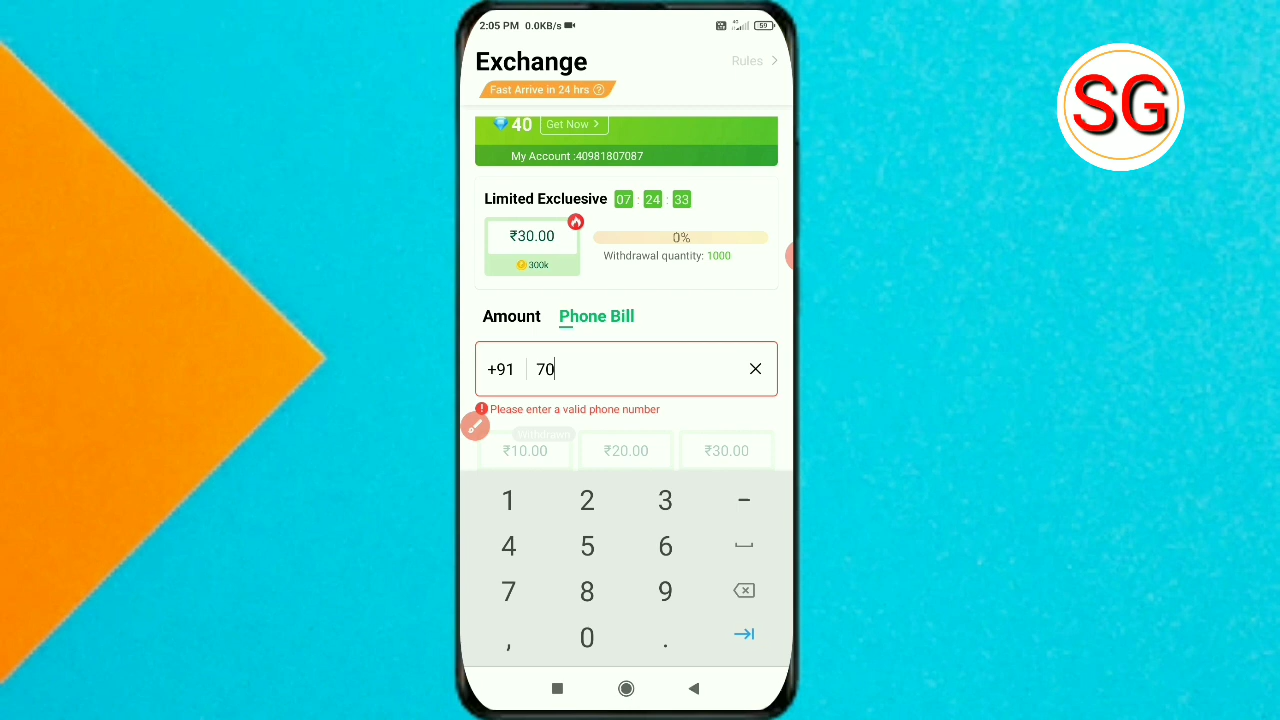 2:05 PM 0.0KB/s
4G
59
Exchange
Rules >
Fast Arrive in 24 hrs ?
40 Get Now >
My Account :40981807087
Limited Excluesive 07 : 24 : 33
₹30.00
300k
0%
Withdrawal quantity: 1000
Amount Phone Bill
+91 70
! Please enter a valid phone number
Withdrawn
₹10.00 ₹20.00 ₹30.00
1 2 3 −
4 5 6
7 8 9
, 0 .
SG